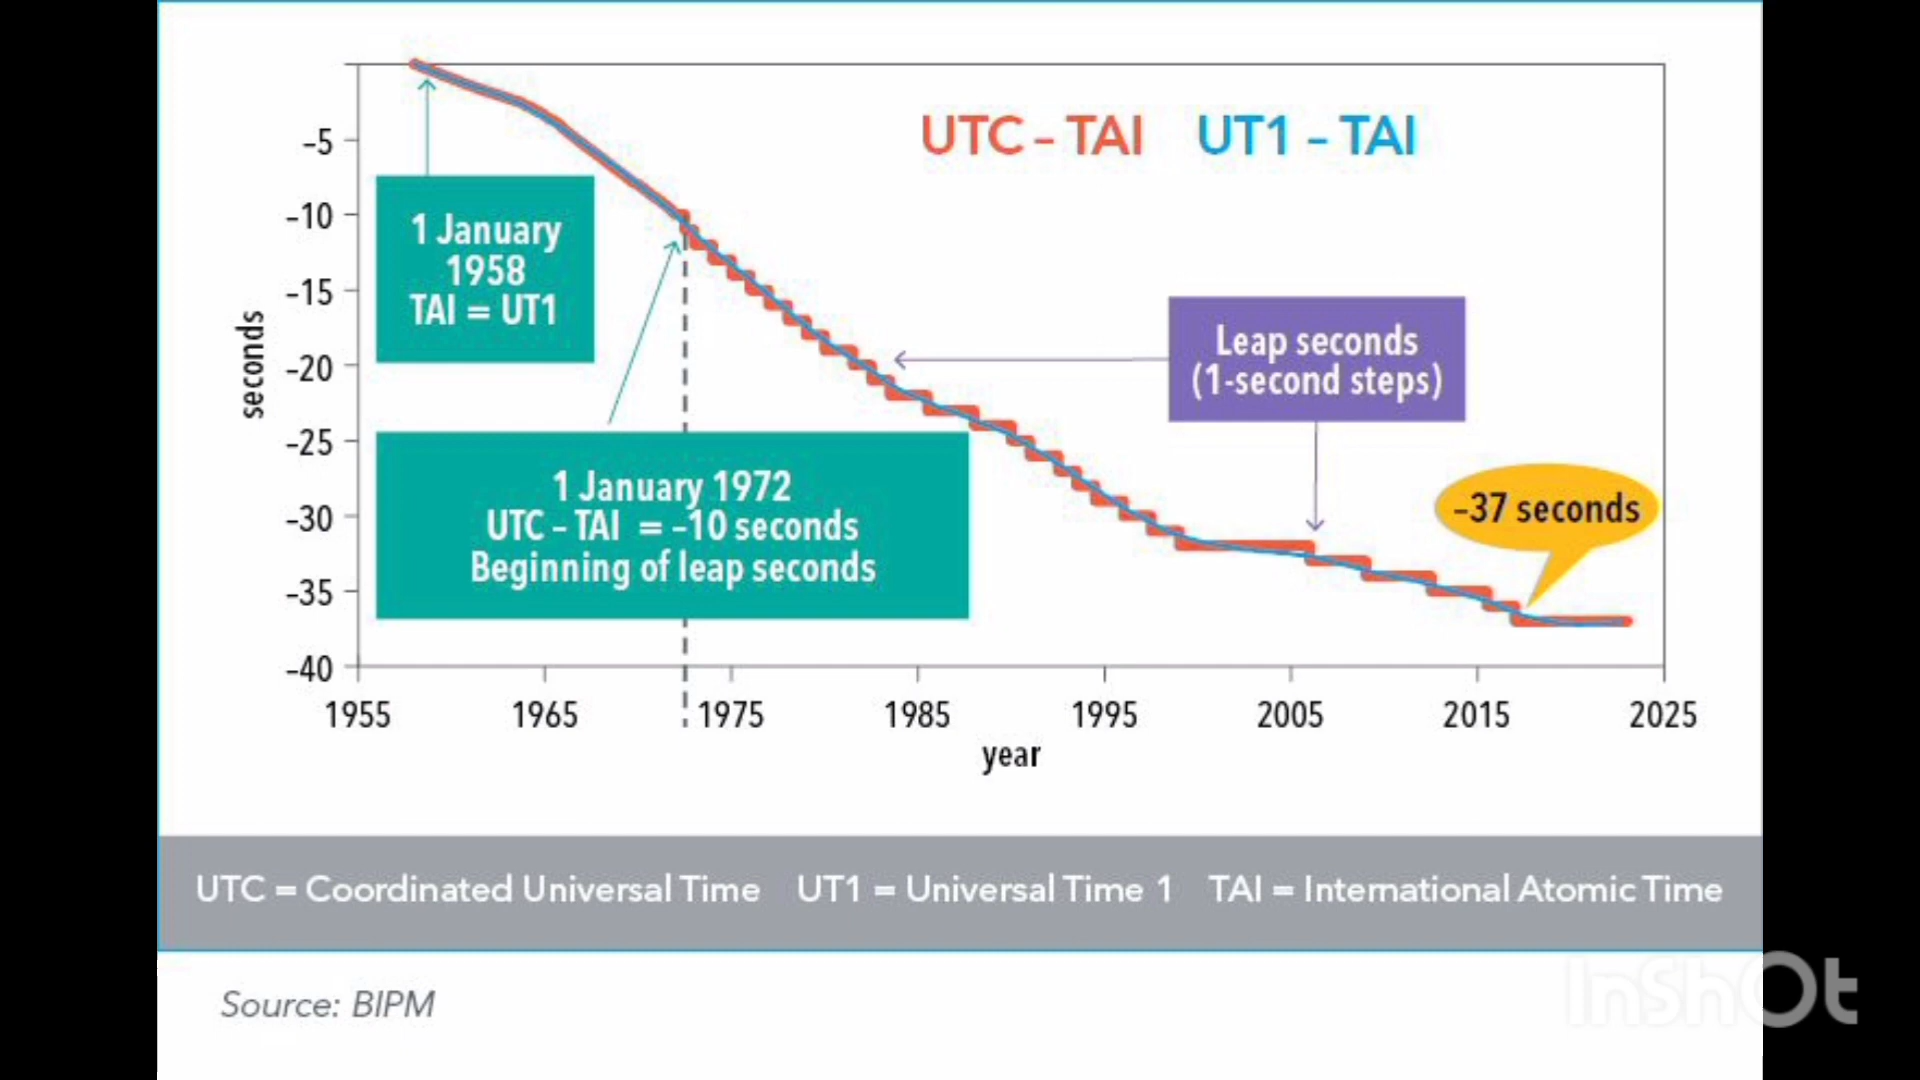 UTC – TAI UT1 – TAI
–5
–10
–15
–20
–25
–30
–35
–40
seconds
1 January
1958
TAI = UT1
Leap seconds
(1-second steps)
1 January 1972
UTC – TAI = –10 seconds
Beginning of leap seconds
–37 seconds
1955 1965 1975 1985 1995 2005 2015 2025
year
UTC = Coordinated Universal Time UT1 = Universal Time 1 TAI = International Atomic Time
Source: BIPM
InShOt